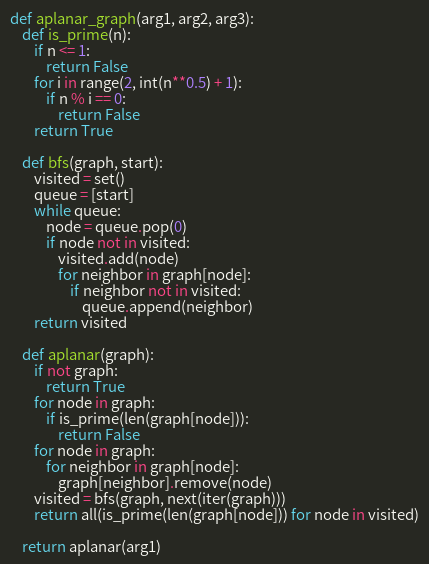 def aplanar_graph(arg1, arg2, arg3):
    def is_prime(n):
        if n <= 1:
            return False
        for i in range(2, int(n**0.5) + 1):
            if n % i == 0:
                return False
        return True

    def bfs(graph, start):
        visited = set()
        queue = [start]
        while queue:
            node = queue.pop(0)
            if node not in visited:
                visited.add(node)
                for neighbor in graph[node]:
                    if neighbor not in visited:
                        queue.append(neighbor)
        return visited

    def aplanar(graph):
        if not graph:
            return True
        for node in graph:
            if is_prime(len(graph[node])):
                return False
        for node in graph:
            for neighbor in graph[node]:
                graph[neighbor].remove(node)
        visited = bfs(graph, next(iter(graph)))
        return all(is_prime(len(graph[node])) for node in visited)

    return aplanar(arg1)